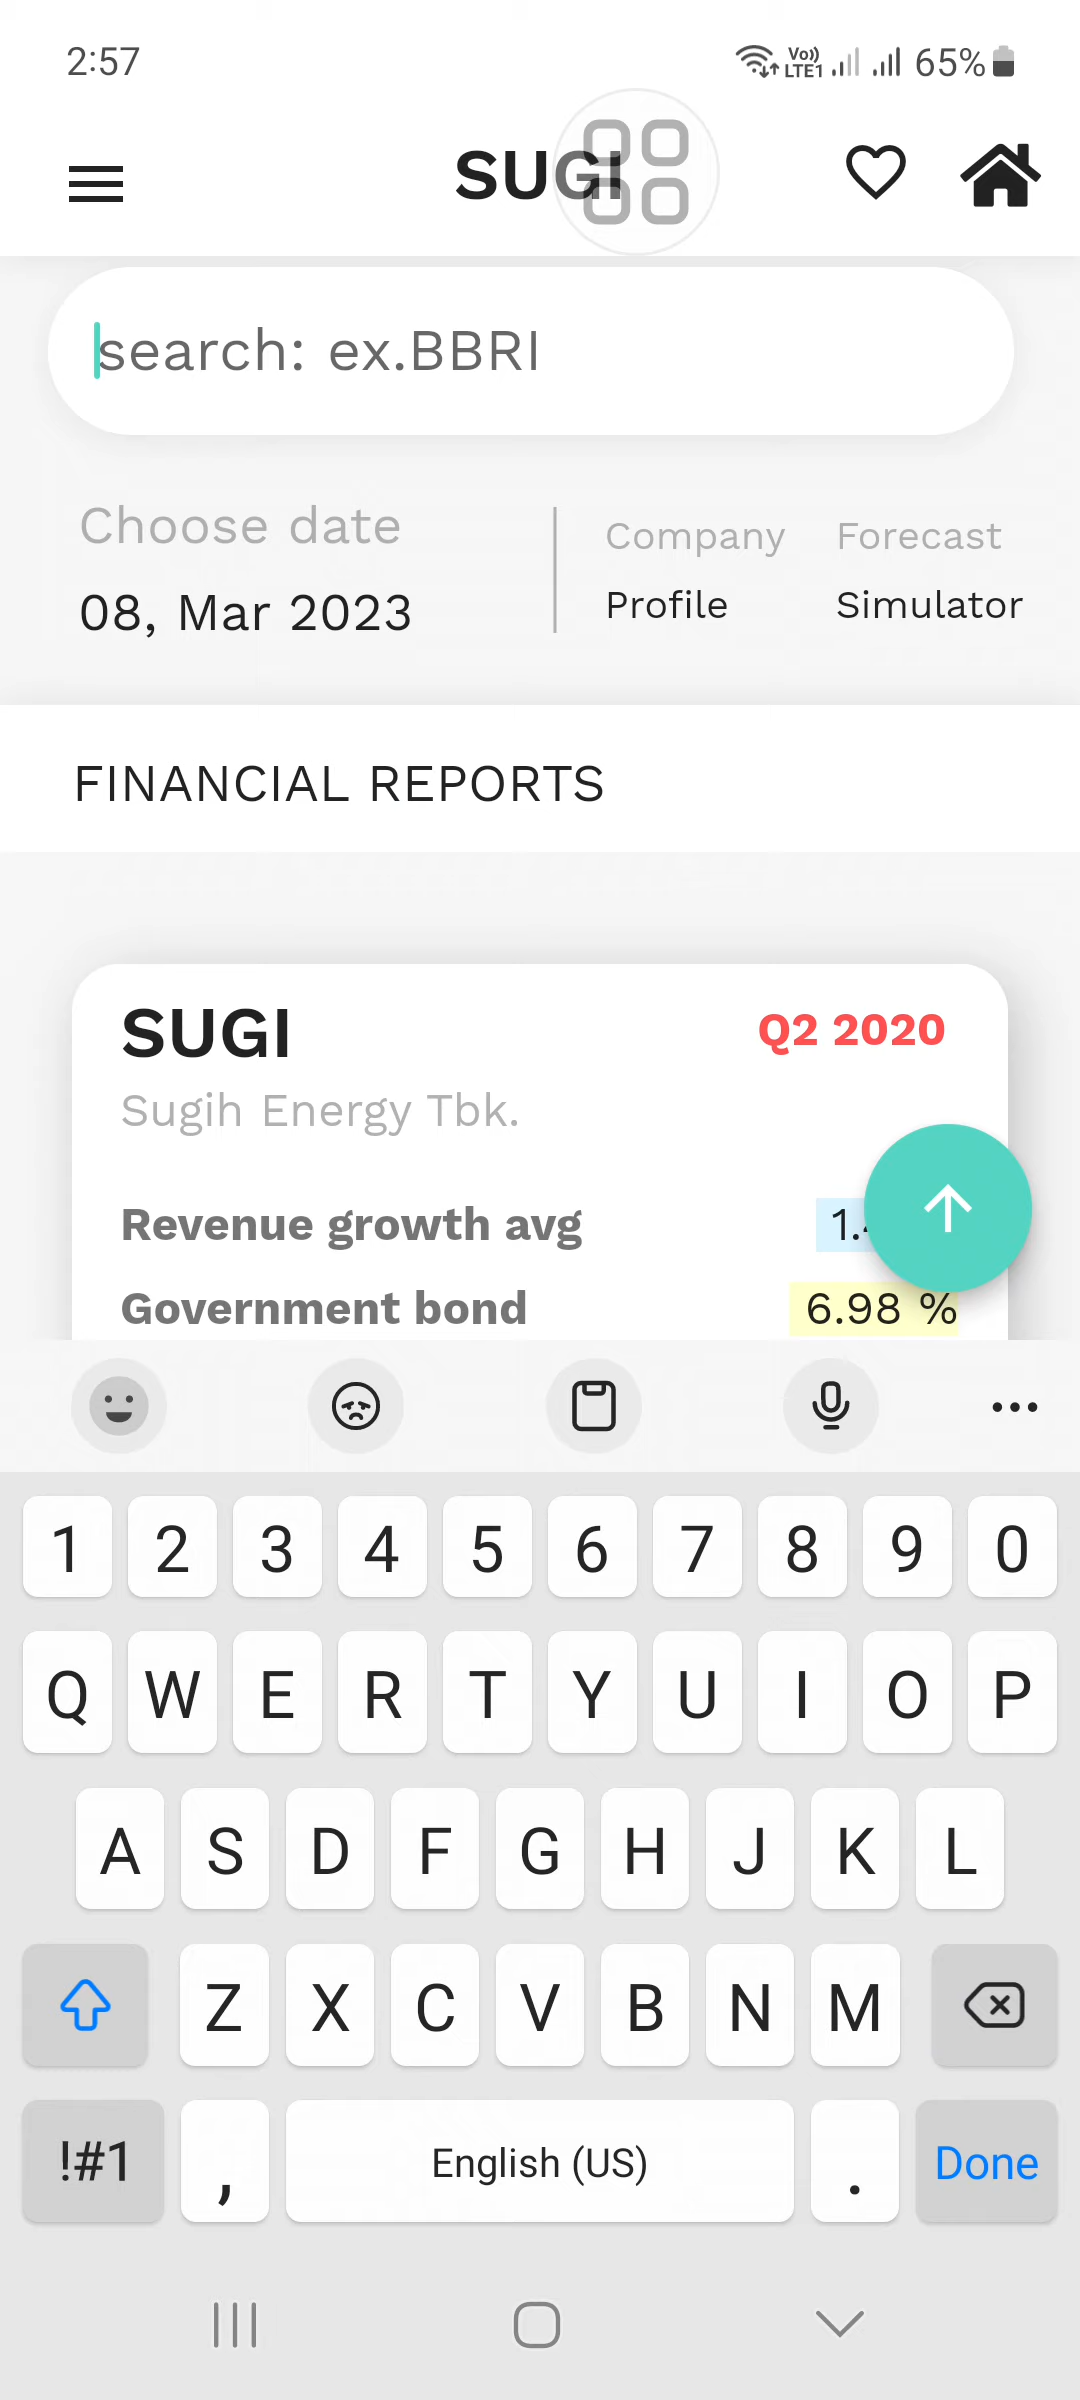 2:57
Vo)) LTE1 65%
SUGI
search: ex.BBRI
Choose date
08, Mar 2023
Company
Profile
Forecast
Simulator
FINANCIAL REPORTS
SUGI
Q2 2020
Sugih Energy Tbk.
Revenue growth avg
Government bond 6.98 %
1 2 3 4 5 6 7 8 9 0
Q W E R T Y U I O P
A S D F G H J K L
Z X C V B N M
!#1 , English (US) . Done